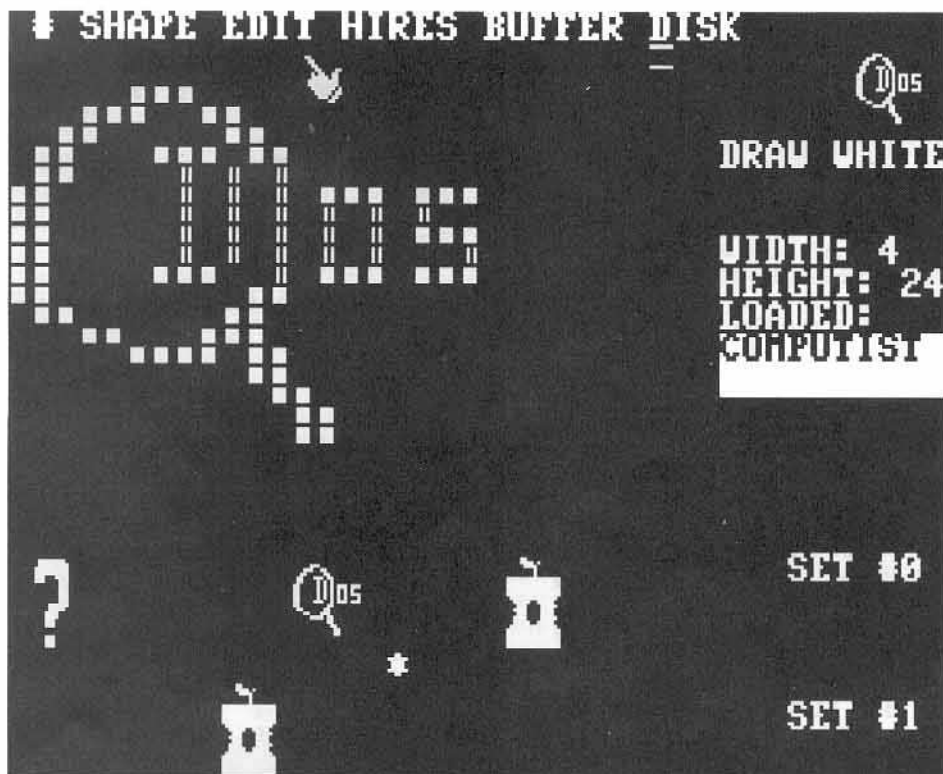 # SHAPE EDIT HIRES BUFFER DISK
DOS
DRAW WHITE
DOS
WIDTH: 4
HEIGHT: 24
LOADED:
COMPUTIST
? DOS
SET #0
SET #1